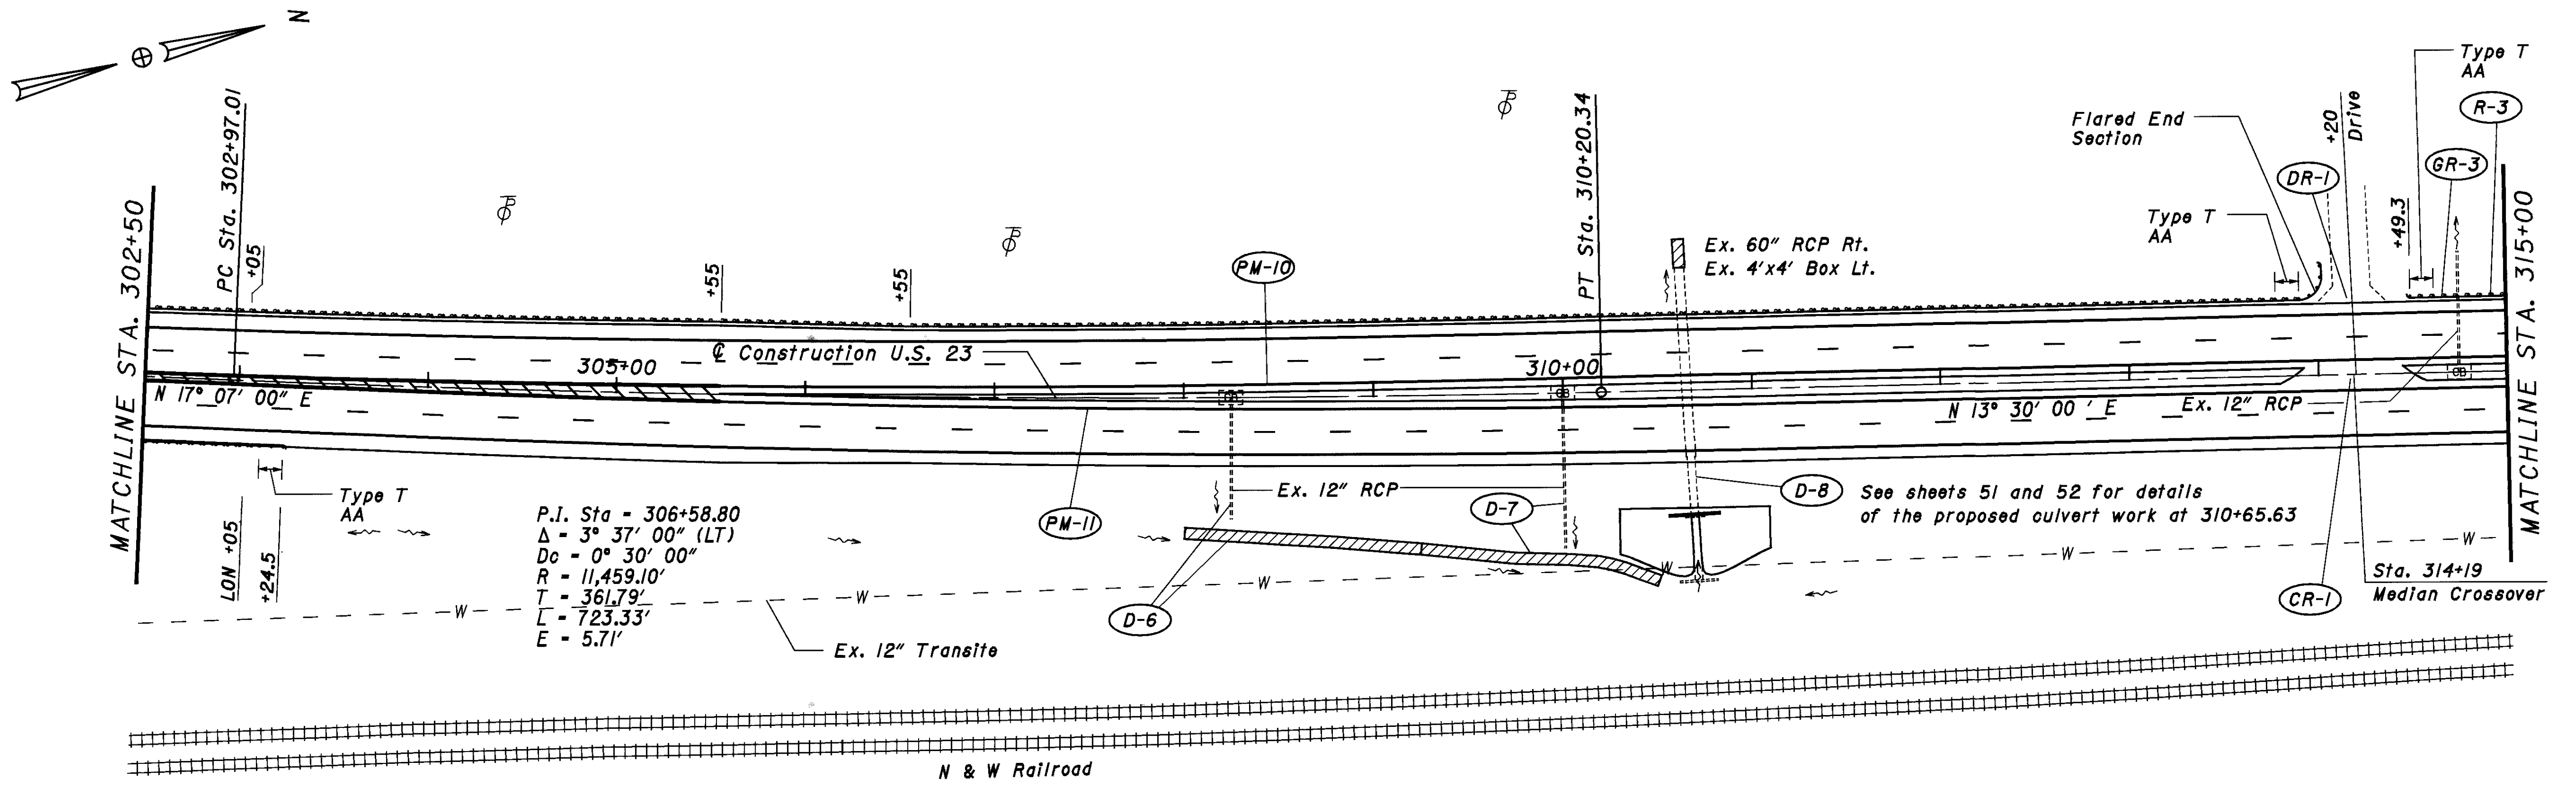 N
MATCHLINE STA. 302+50
PC Sta. 302+97.01
+05
+55
+55
PM-10
PT Sta. 310+20.34
Ex. 60" RCP Rt.
Ex. 4'x4' Box Lt.
Flared End
Section
Type T
AA
DR-1
+20
Drive
+49.3
Type T
AA
GR-3
R-3
MATCHLINE STA. 315+00
℄ Construction U.S. 23
305+00
310+00
N 17° 07' 00" E
N 13° 30' 00 ' E
Ex. 12" RCP
LON +05
+24.5
Type T
AA
P.I. Sta = 306+58.80
Δ = 3° 37' 00" (LT)
Dc = 0° 30' 00"
R = 11,459.10'
T = 361.79'
L = 723.33'
E = 5.71'
PM-11
Ex. 12" RCP
D-7
D-8
See sheets 51 and 52 for details
of the proposed culvert work at 310+65.63
D-6
W
W
W
W
W
W
Ex. 12" Transite
CR-1
Sta. 314+19
Median Crossover
N & W Railroad